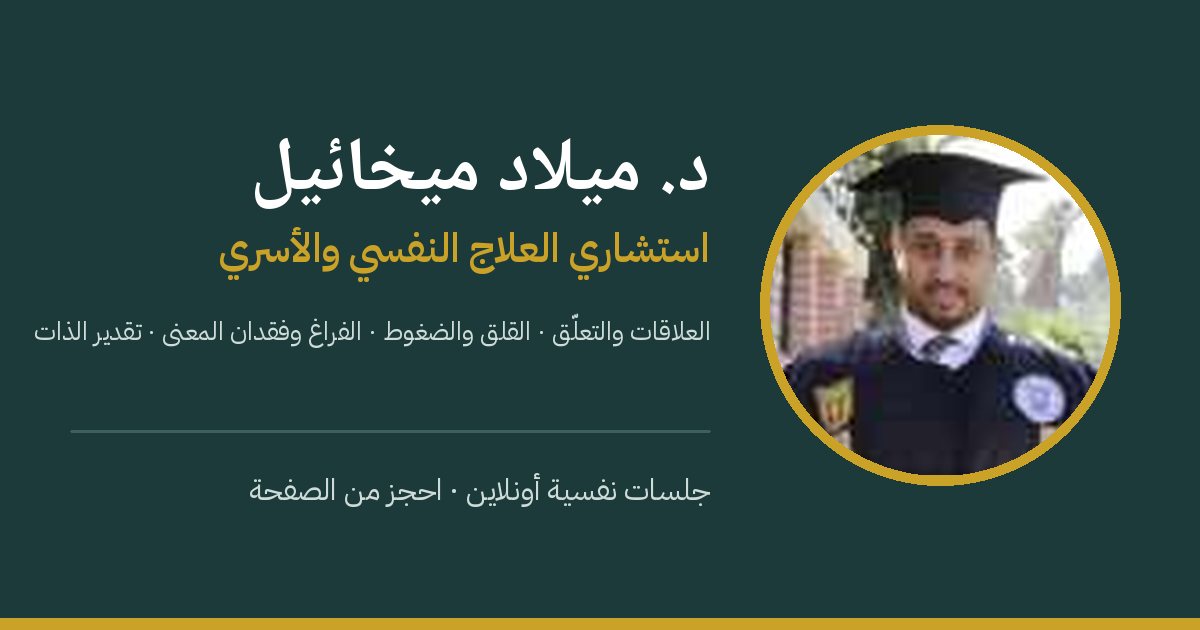 د. ميلاد ميخائيل
استشاري العلاج النفسي والأسري
العلاقات والتعلّق · القلق والضغوط · الفراغ وفقدان المعنى · تقدير الذات
جلسات نفسية أونلاين · احجز من الصفحة